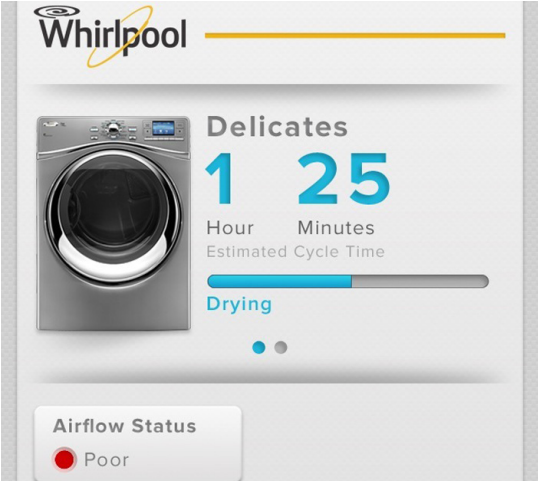 Whirlpool
Delicates
1 25
Hour Minutes
Estimated Cycle Time
Drying
Airflow Status
Poor